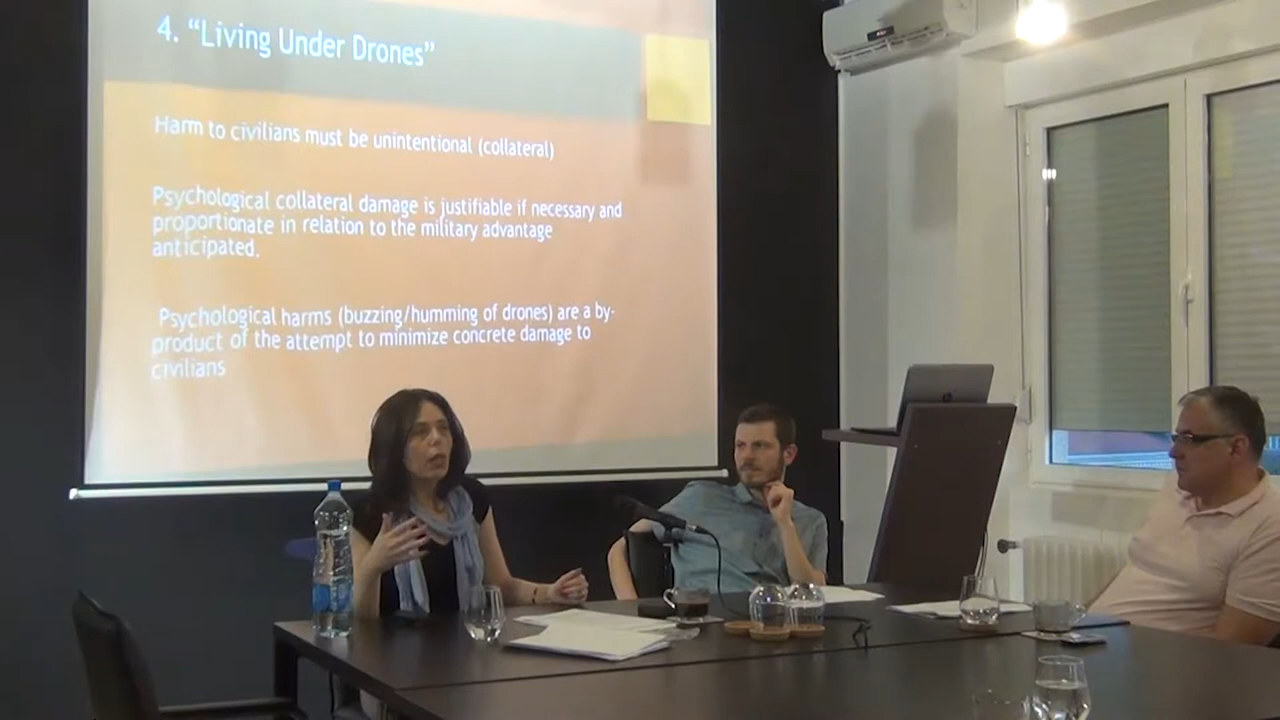 4. “Living Under Drones”
Harm to civilians must be unintentional (collateral)
Psychological collateral damage is justifiable if necessary and
proportionate in relation to the military advantage
anticipated.
Psychological harms (buzzing/humming of drones) are a by-
product of the attempt to minimize concrete damage to
civilians